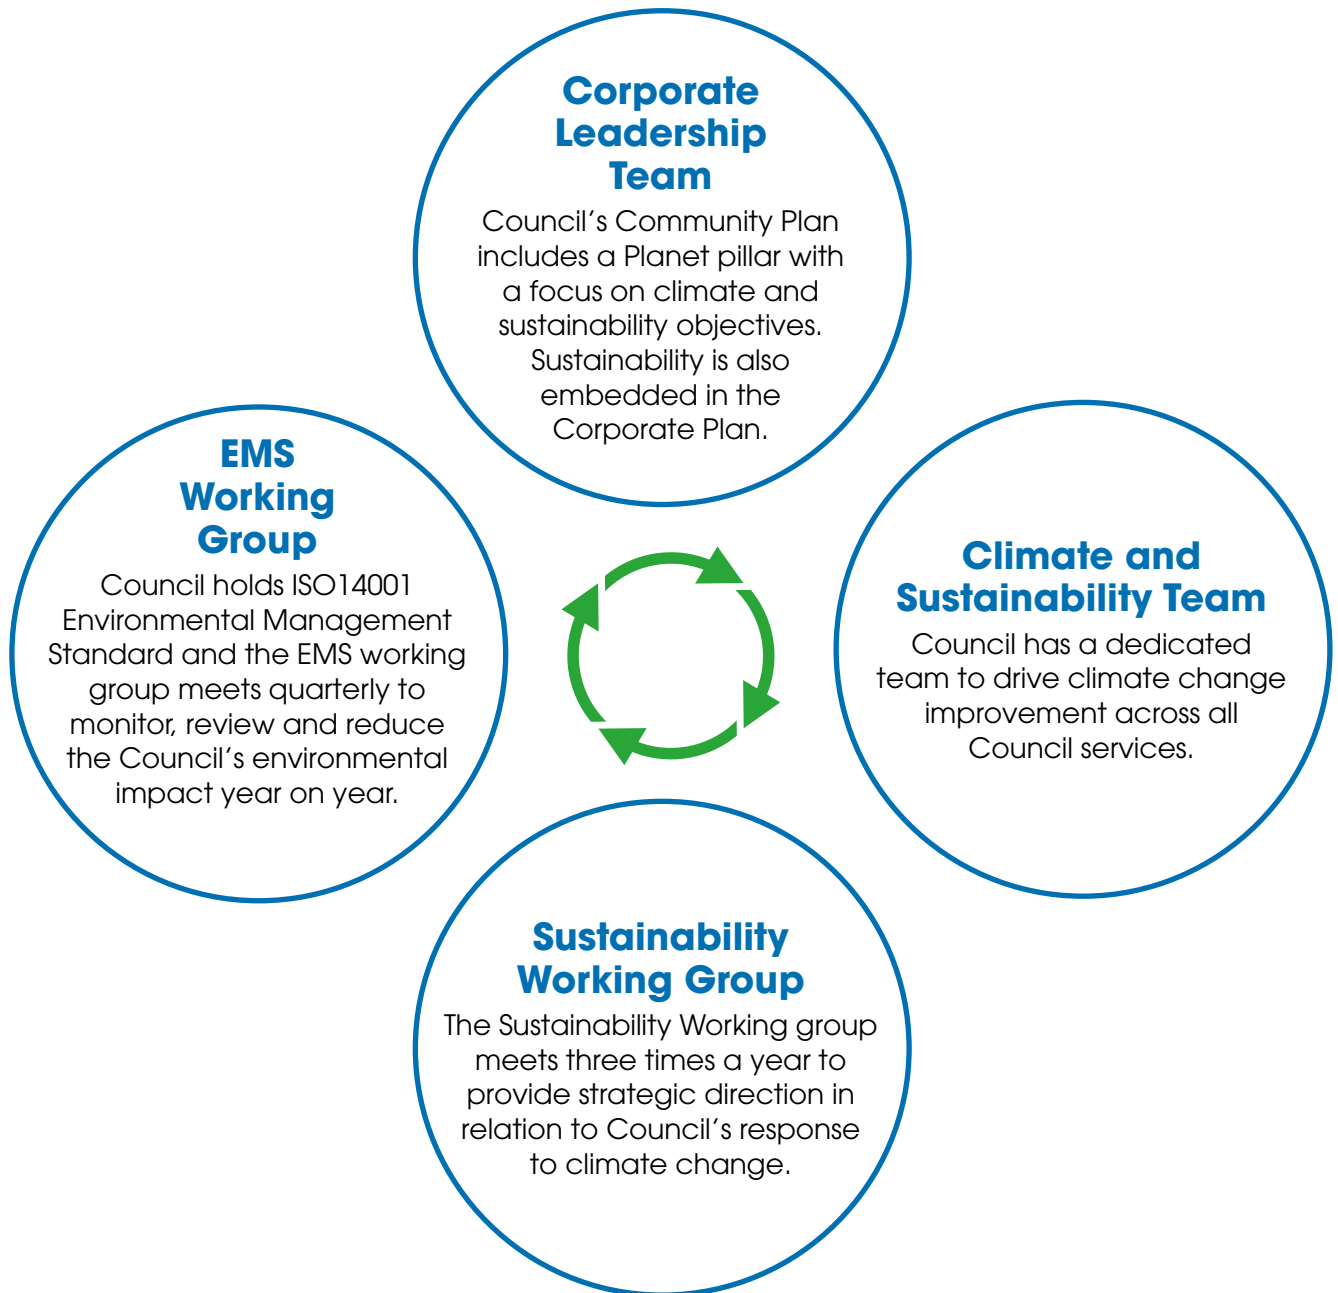 Corporate
Leadership
Team
Council's Community Plan
includes a Planet pillar with
a focus on climate and
sustainability objectives.
Sustainability is also
embedded in the
Corporate Plan.
EMS
Working
Group
Council holds ISO14001
Environmental Management
Standard and the EMS working
group meets quarterly to
monitor, review and reduce
the Council's environmental
impact year on year.
Climate and
Sustainability Team
Council has a dedicated
team to drive climate change
improvement across all
Council services.
Sustainability
Working Group
The Sustainability Working group
meets three times a year to
provide strategic direction in
relation to Council's response
to climate change.